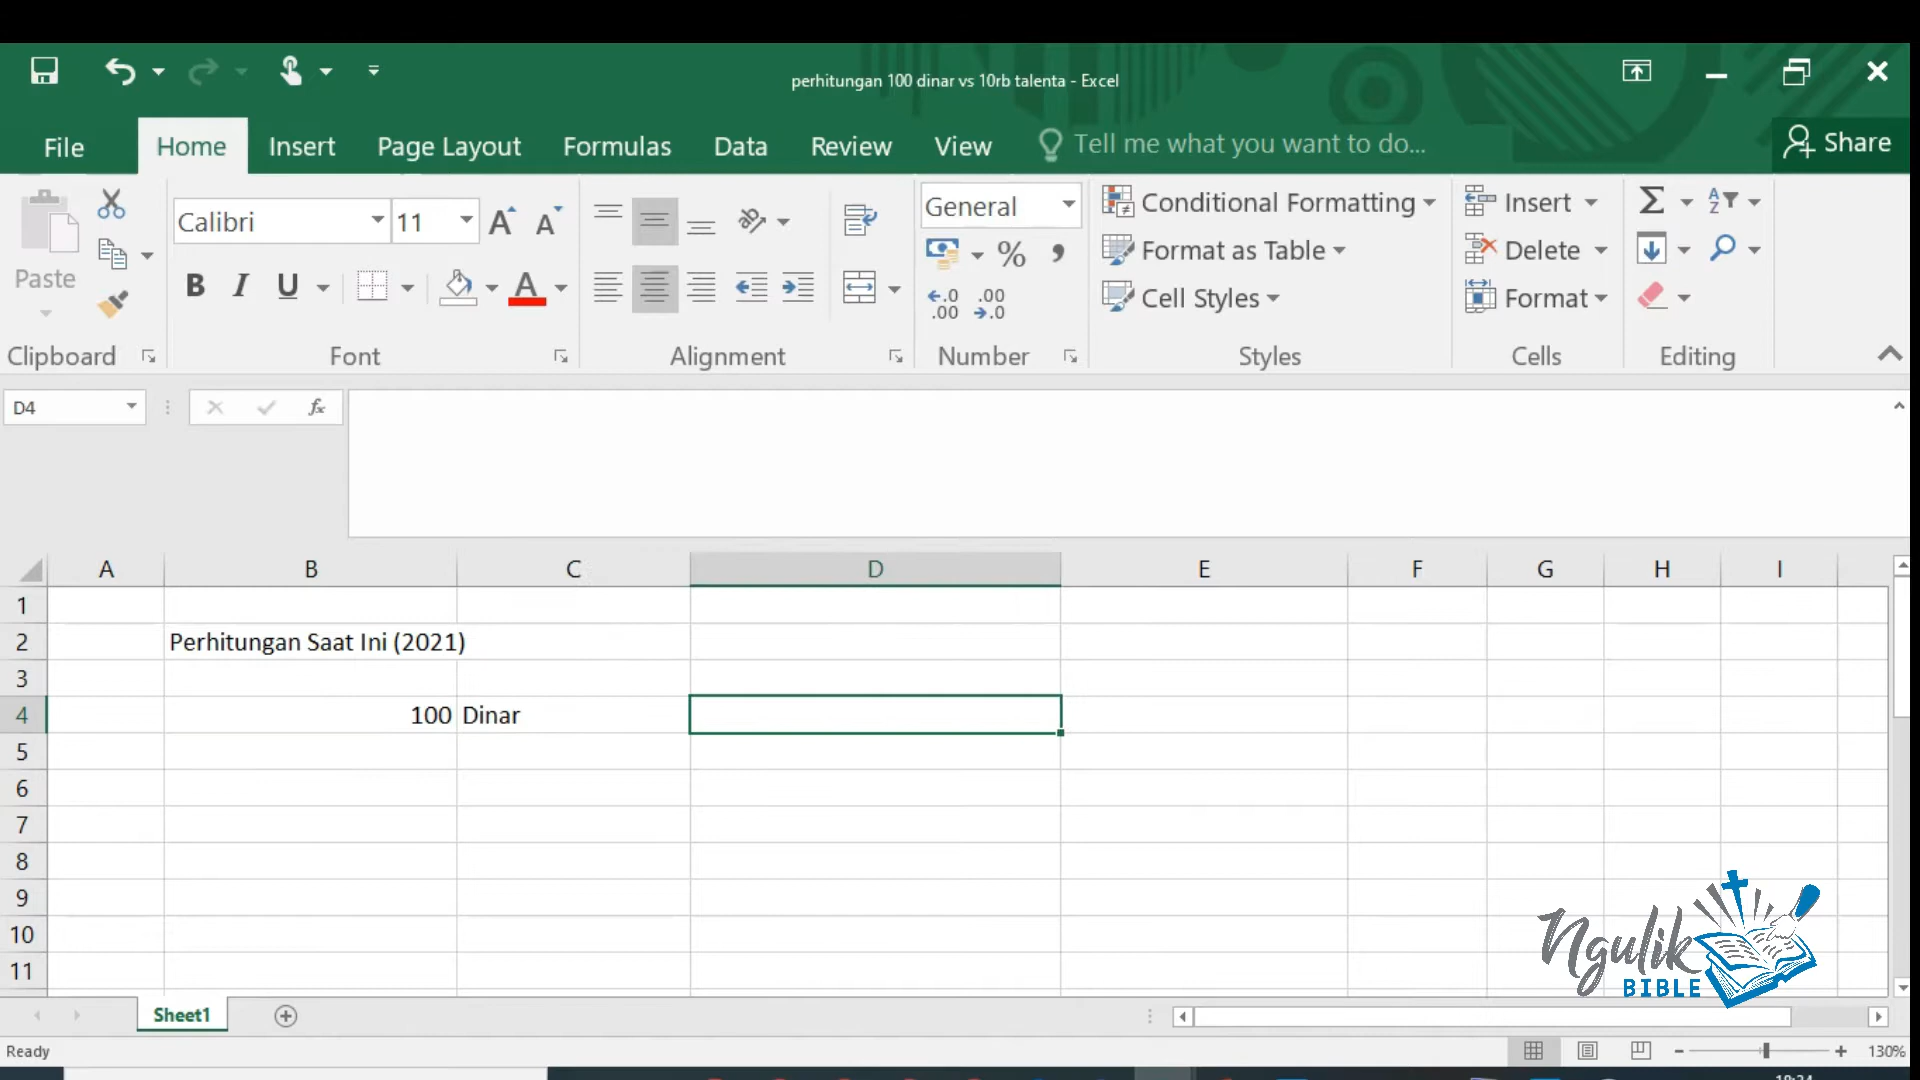 perhitungan 100 dinar vs 10rb talenta - Excel
File Home Insert Page Layout Formulas Data Review View Tell me what you want to do... Share
Paste
Calibri 11
B I U
General
% ,
Conditional Formatting
Format as Table
Cell Styles
Insert
Delete
Format
Clipboard Font Alignment Number Styles Cells Editing
D4 fx
A B C D E F G H I
1
2 Perhitungan Saat Ini (2021)
3
4 100 Dinar
5
6
7
8
9
10
11
Ngulik
BIBLE
Sheet1
Ready 130%